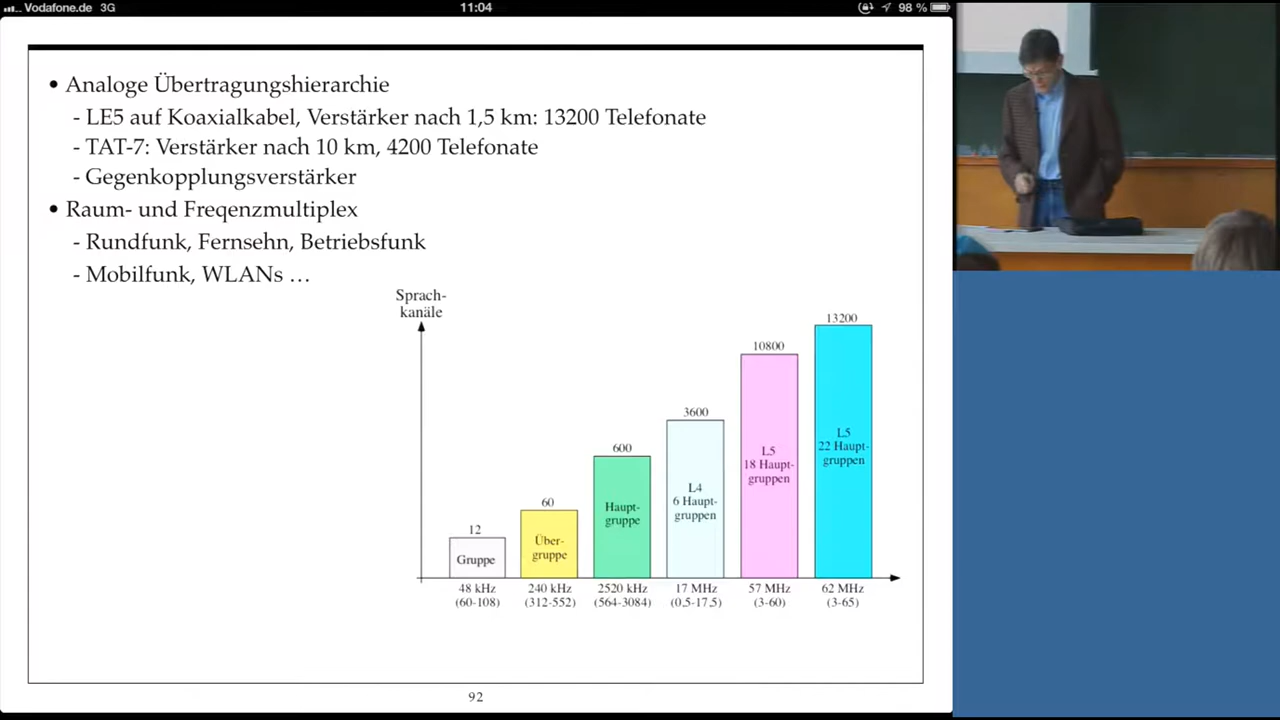 Vodafone.de 3G 11:04 98 %
• Analoge Übertragungshierarchie
- LE5 auf Koaxialkabel, Verstärker nach 1,5 km: 13200 Telefonate
- TAT-7: Verstärker nach 10 km, 4200 Telefonate
- Gegenkopplungsverstärker
• Raum- und Freqenzmultiplex
- Rundfunk, Fernsehn, Betriebsfunk
- Mobilfunk, WLANs …
Sprach-
kanäle
12
60
600
3600
10800
13200
Gruppe
Über-
gruppe
Haupt-
gruppe
L4
6 Haupt-
gruppen
L5
18 Haupt-
gruppen
L5
22 Haupt-
gruppen
48 kHz
(60-108)
240 kHz
(312-552)
2520 kHz
(564-3084)
17 MHz
(0.5-17.5)
57 MHz
(3-60)
62 MHz
(3-65)
92